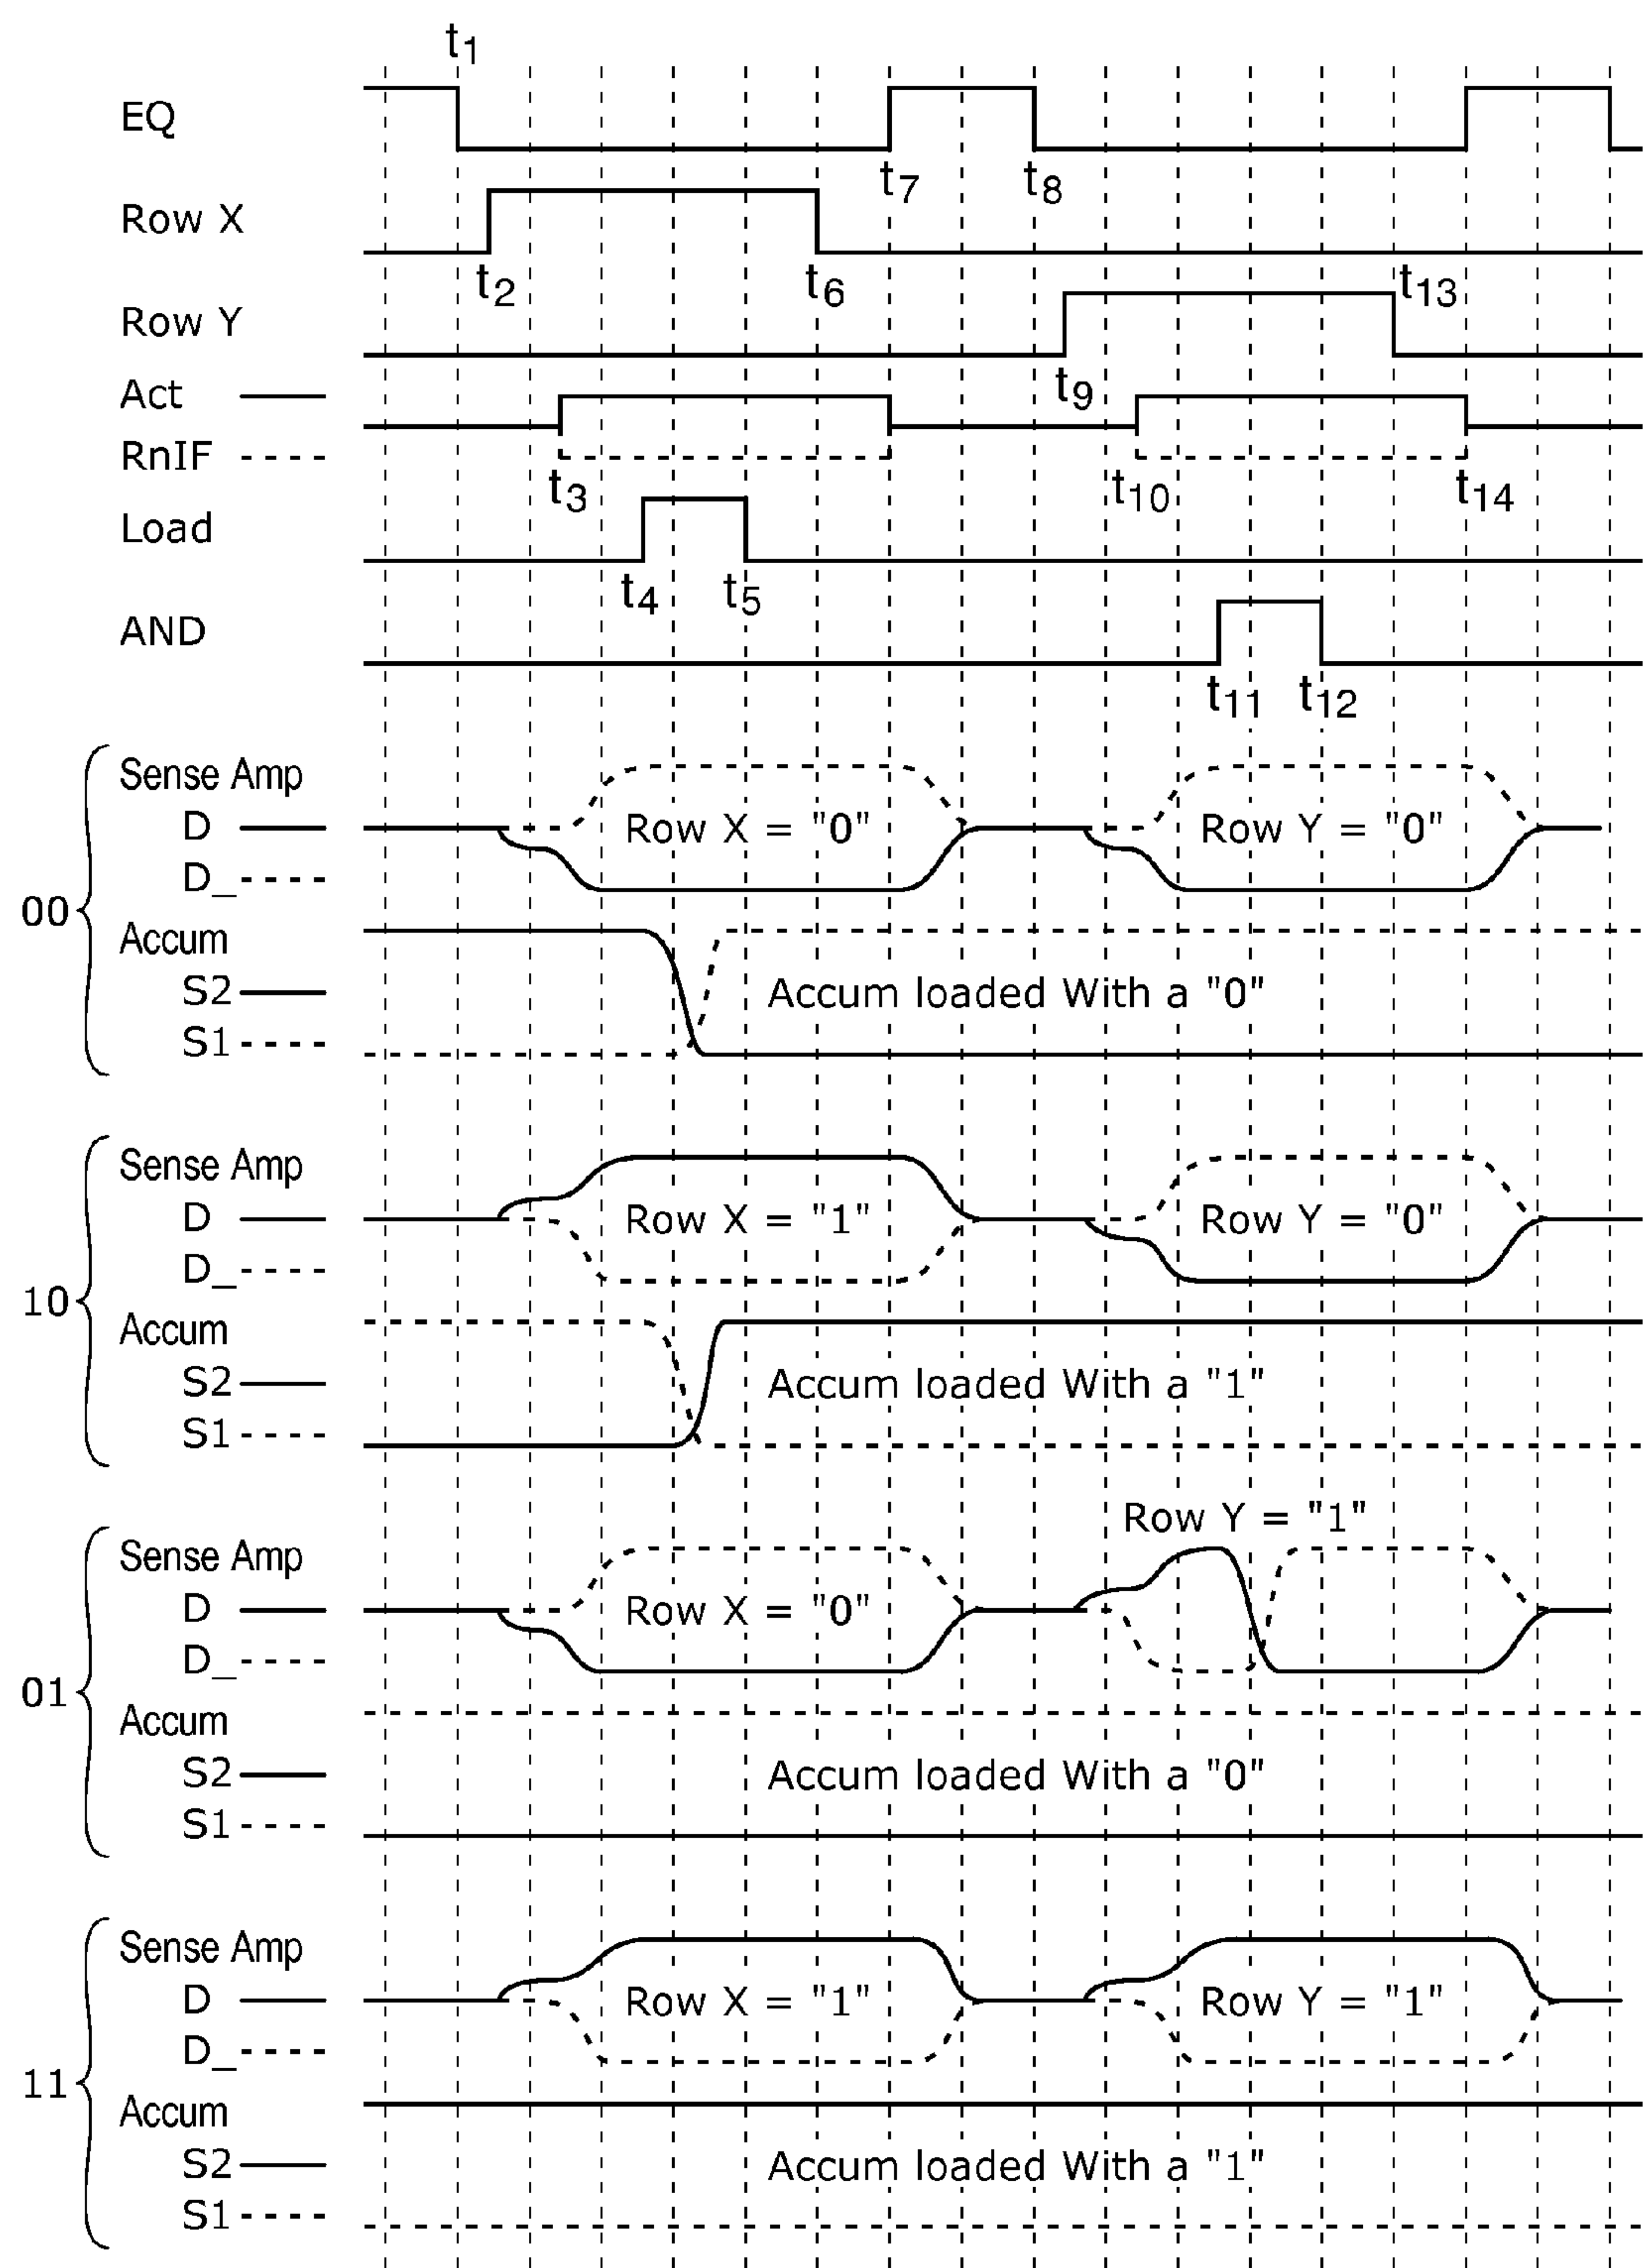 t1
EQ
t7 t8
Row X
t2 t6 t13
Row Y
Act
t9
RnIF
t3 t10 t14
Load
t4 t5
AND
t11 t12
Sense Amp
D Row X = "0" Row Y = "0"
D_
00
Accum
S2 Accum loaded With a "0"
S1
Sense Amp
D Row X = "1" Row Y = "0"
D_
10
Accum
S2 Accum loaded With a "1"
S1
Row Y = "1"
Sense Amp
D Row X = "0"
D_
01
Accum
S2 Accum loaded With a "0"
S1
Sense Amp
D Row X = "1" Row Y = "1"
D_
11
Accum
S2 Accum loaded With a "1"
S1